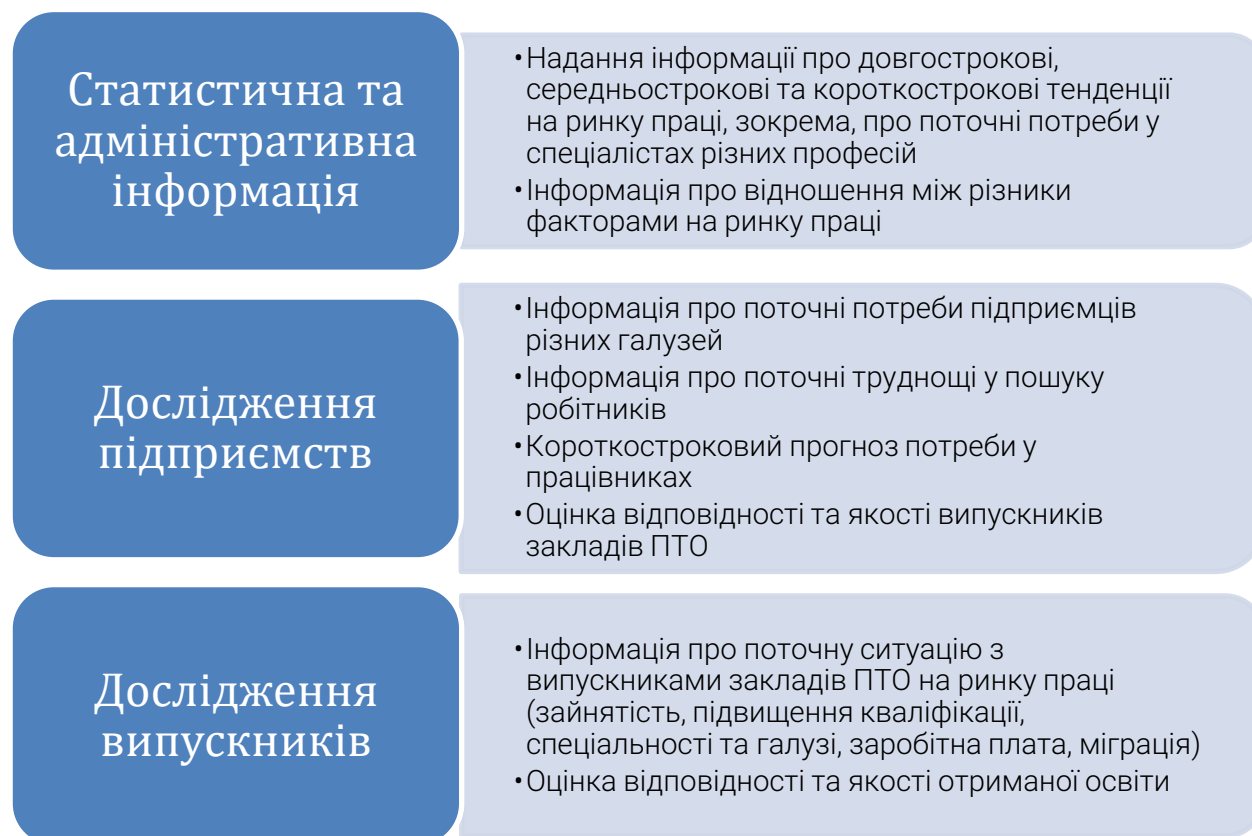 Статистична та
адміністративна
інформація
•Надання інформації про довгострокові,
середньострокові та короткострокові тенденції
на ринку праці, зокрема, про поточні потреби у
спеціалістах різних професій
•Інформація про відношення між різники
факторами на ринку праці
Дослідження
підприємств
•Інформація про поточні потреби підприємців
різних галузей
•Інформація про поточні труднощі у пошуку
робітників
•Короткостроковий прогноз потреби у
працівниках
•Оцінка відповідності та якості випускників
закладів ПТО
Дослідження
випускників
•Інформація про поточну ситуацію з
випускниками закладів ПТО на ринку праці
(зайнятість, підвищення кваліфікації,
спеціальності та галузі, заробітна плата, міграція)
•Оцінка відповідності та якості отриманої освіти